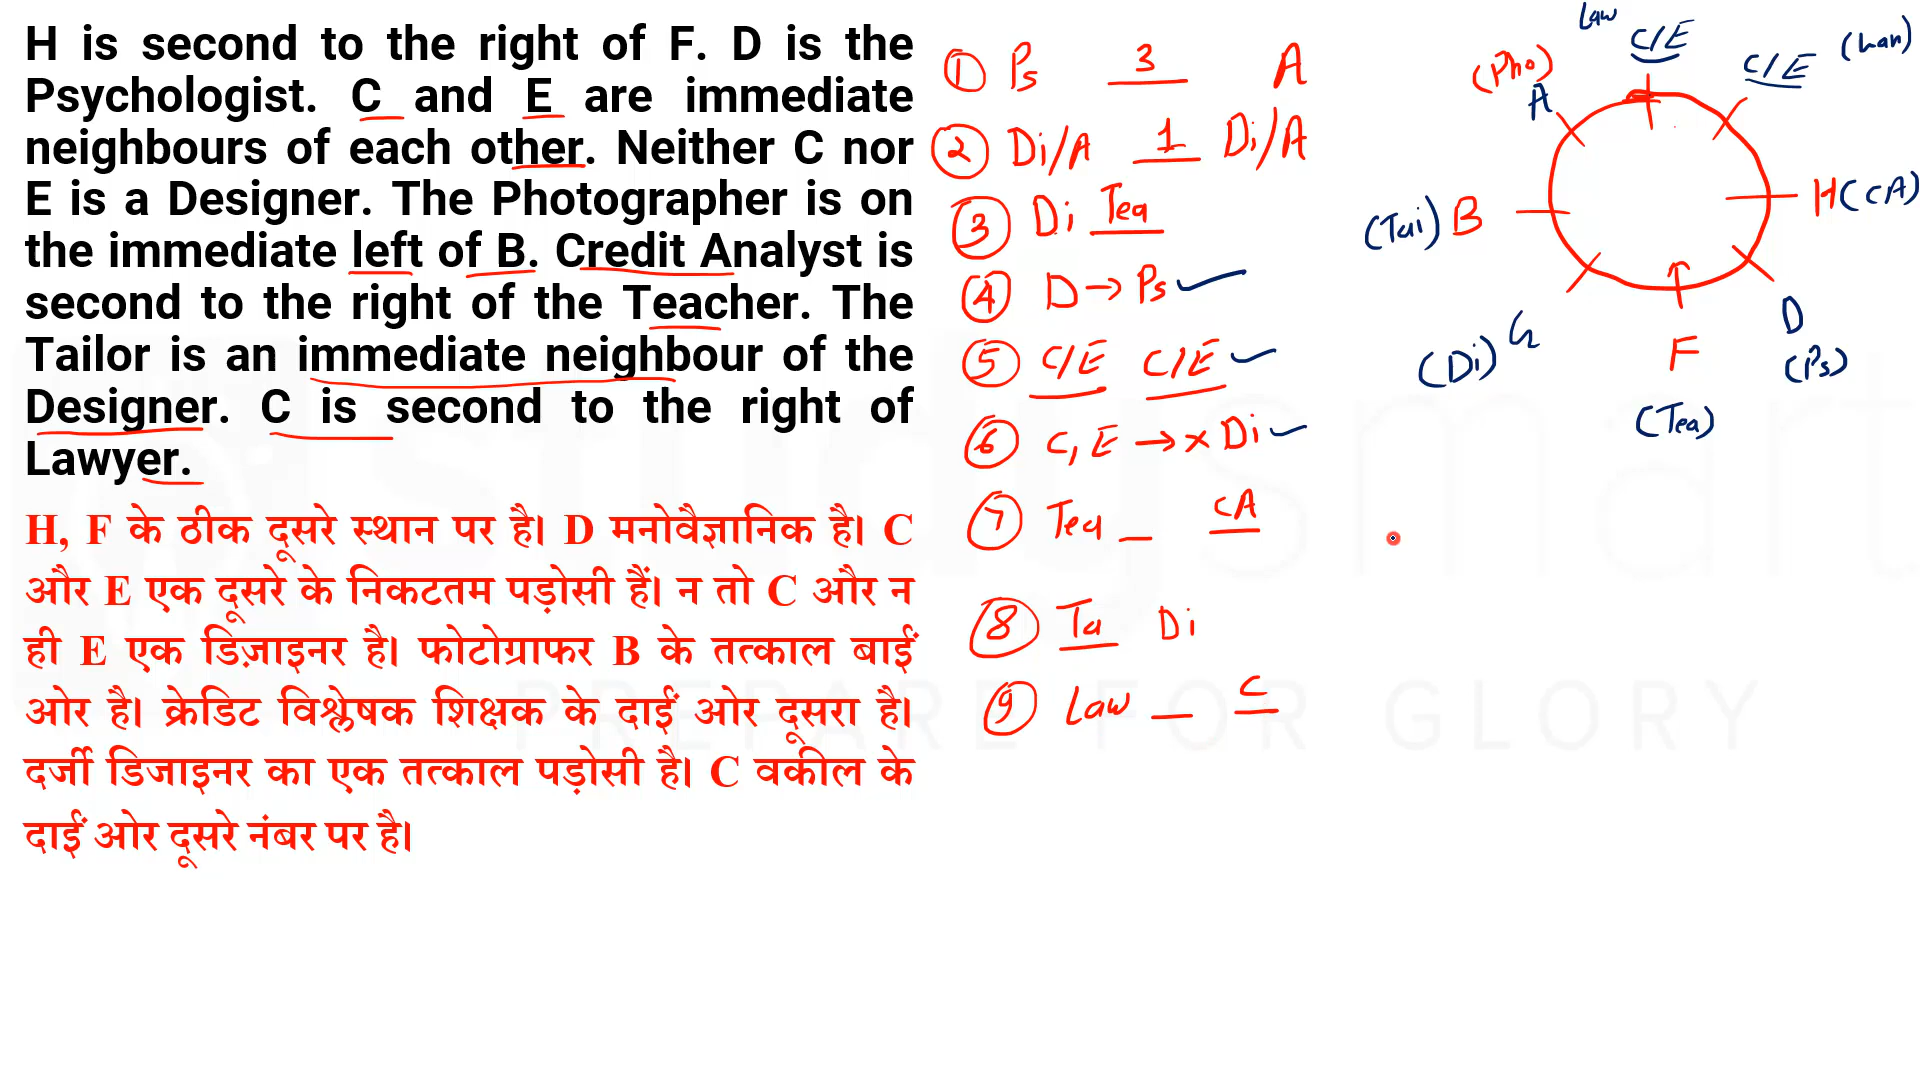 H is second to the right of F. D is the
Psychologist. C and E are immediate
neighbours of each other. Neither C nor
E is a Designer. The Photographer is on
the immediate left of B. Credit Analyst is
second to the right of the Teacher. The
Tailor is an immediate neighbour of the
Designer. C is second to the right of
Lawyer.
H, F के ठीक दूसरे स्थान पर है। D मनोवैज्ञानिक है। C
और E एक दूसरे के निकटतम पड़ोसी हैं। न तो C और न
ही E एक डिज़ाइनर है। फोटोग्राफर B के तत्काल बाईं
ओर है। क्रेडिट विश्लेषक शिक्षक के दाईं ओर दूसरा है।
दर्जी डिजाइनर का एक तत्काल पड़ोसी है। C वकील के
दाईं ओर दूसरे नंबर पर है।
① Ps 3 A
② Di/A 1 Di/A
③ Di Tea
④ D → Ps
⑤ C/E C/E
⑥ C, E → x Di
⑦ Tea _ CA
⑧ Ta Di
⑨ Law _ C
Law
C/E
C/E
(Pho)
A
H (CA)
(Tai) B
D
(Ps)
(Di) G
F
(Tea)
PREPARE FOR GLORY